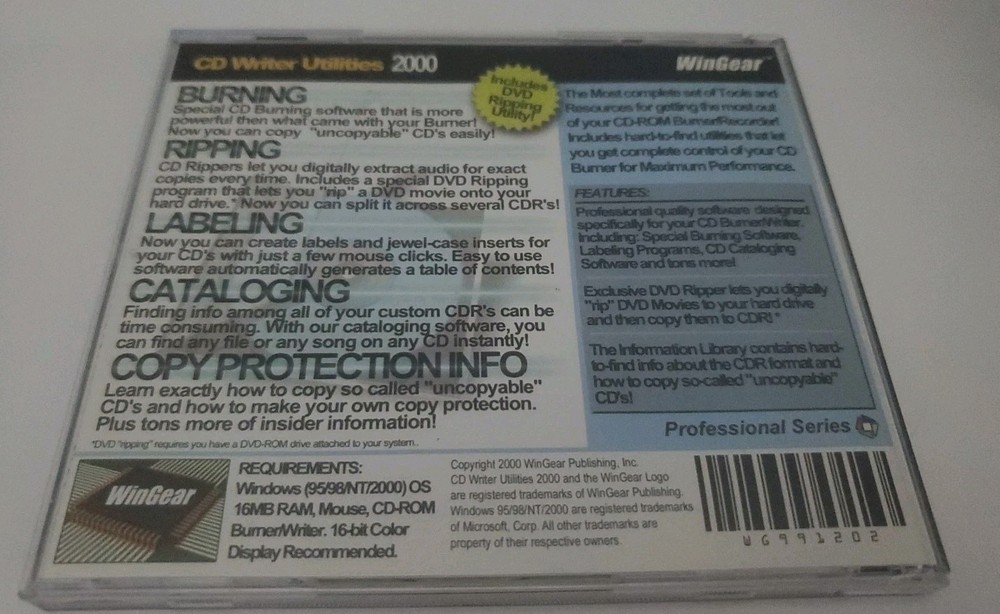 CD Writer Utilities 2000
WinGear™
BURNING
Special CD Burning software that is more
powerful then what came with your Burner!
Now you can copy "uncopyable" CD's easily!
Includes
DVD
Ripping
Utility!
RIPPING
CD Rippers let you digitally extract audio for exact
copies every time. Includes a special DVD Ripping
program that lets you "rip" a DVD movie onto your
hard drive.* Now you can split it across several CDR's!
LABELING
Now you can create labels and jewel-case inserts for
your CD's with just a few mouse clicks. Easy to use
software automatically generates a table of contents!
CATALOGING
Finding info among all of your custom CDR's can be
time consuming. With our cataloging software, you
can find any file or any song on any CD instantly!
COPY PROTECTION INFO
Learn exactly how to copy so called "uncopyable"
CD's and how to make your own copy protection.
Plus tons more of insider information!
*DVD "ripping" requires you have a DVD-ROM drive attached to your system.
The Most complete set of Tools and
Resources for getting the most out
of your CD-ROM Burner/Recorder!
Includes hard-to-find utilities that let
you get complete control of your CD
Burner for Maximum Performance.
FEATURES:
Professional quality software designed
specifically for your CD Burner/Writer.
Including: Special Burning Software,
Labeling Programs, CD Cataloging
Software and tons more!
Exclusive DVD Ripper lets you digitally
"rip" DVD Movies to your hard drive
and then copy them to CDR! *
The Information Library contains hard-
to-find info about the CDR format and
how to copy so-called "uncopyable"
CD's!
Professional Series
WinGear
REQUIREMENTS:
Windows (95/98/NT/2000) OS
16MB RAM, Mouse, CD-ROM
Burner/Writer. 16-bit Color
Display Recommended.
Copyright 2000 WinGear Publishing, Inc.
CD Writer Utilities 2000 and the WinGear Logo
are registered trademarks of WinGear Publishing.
Windows 95/98/NT/2000 are registered trademarks
of Microsoft, Corp. All other trademarks are
property of their respective owners.
WG991202